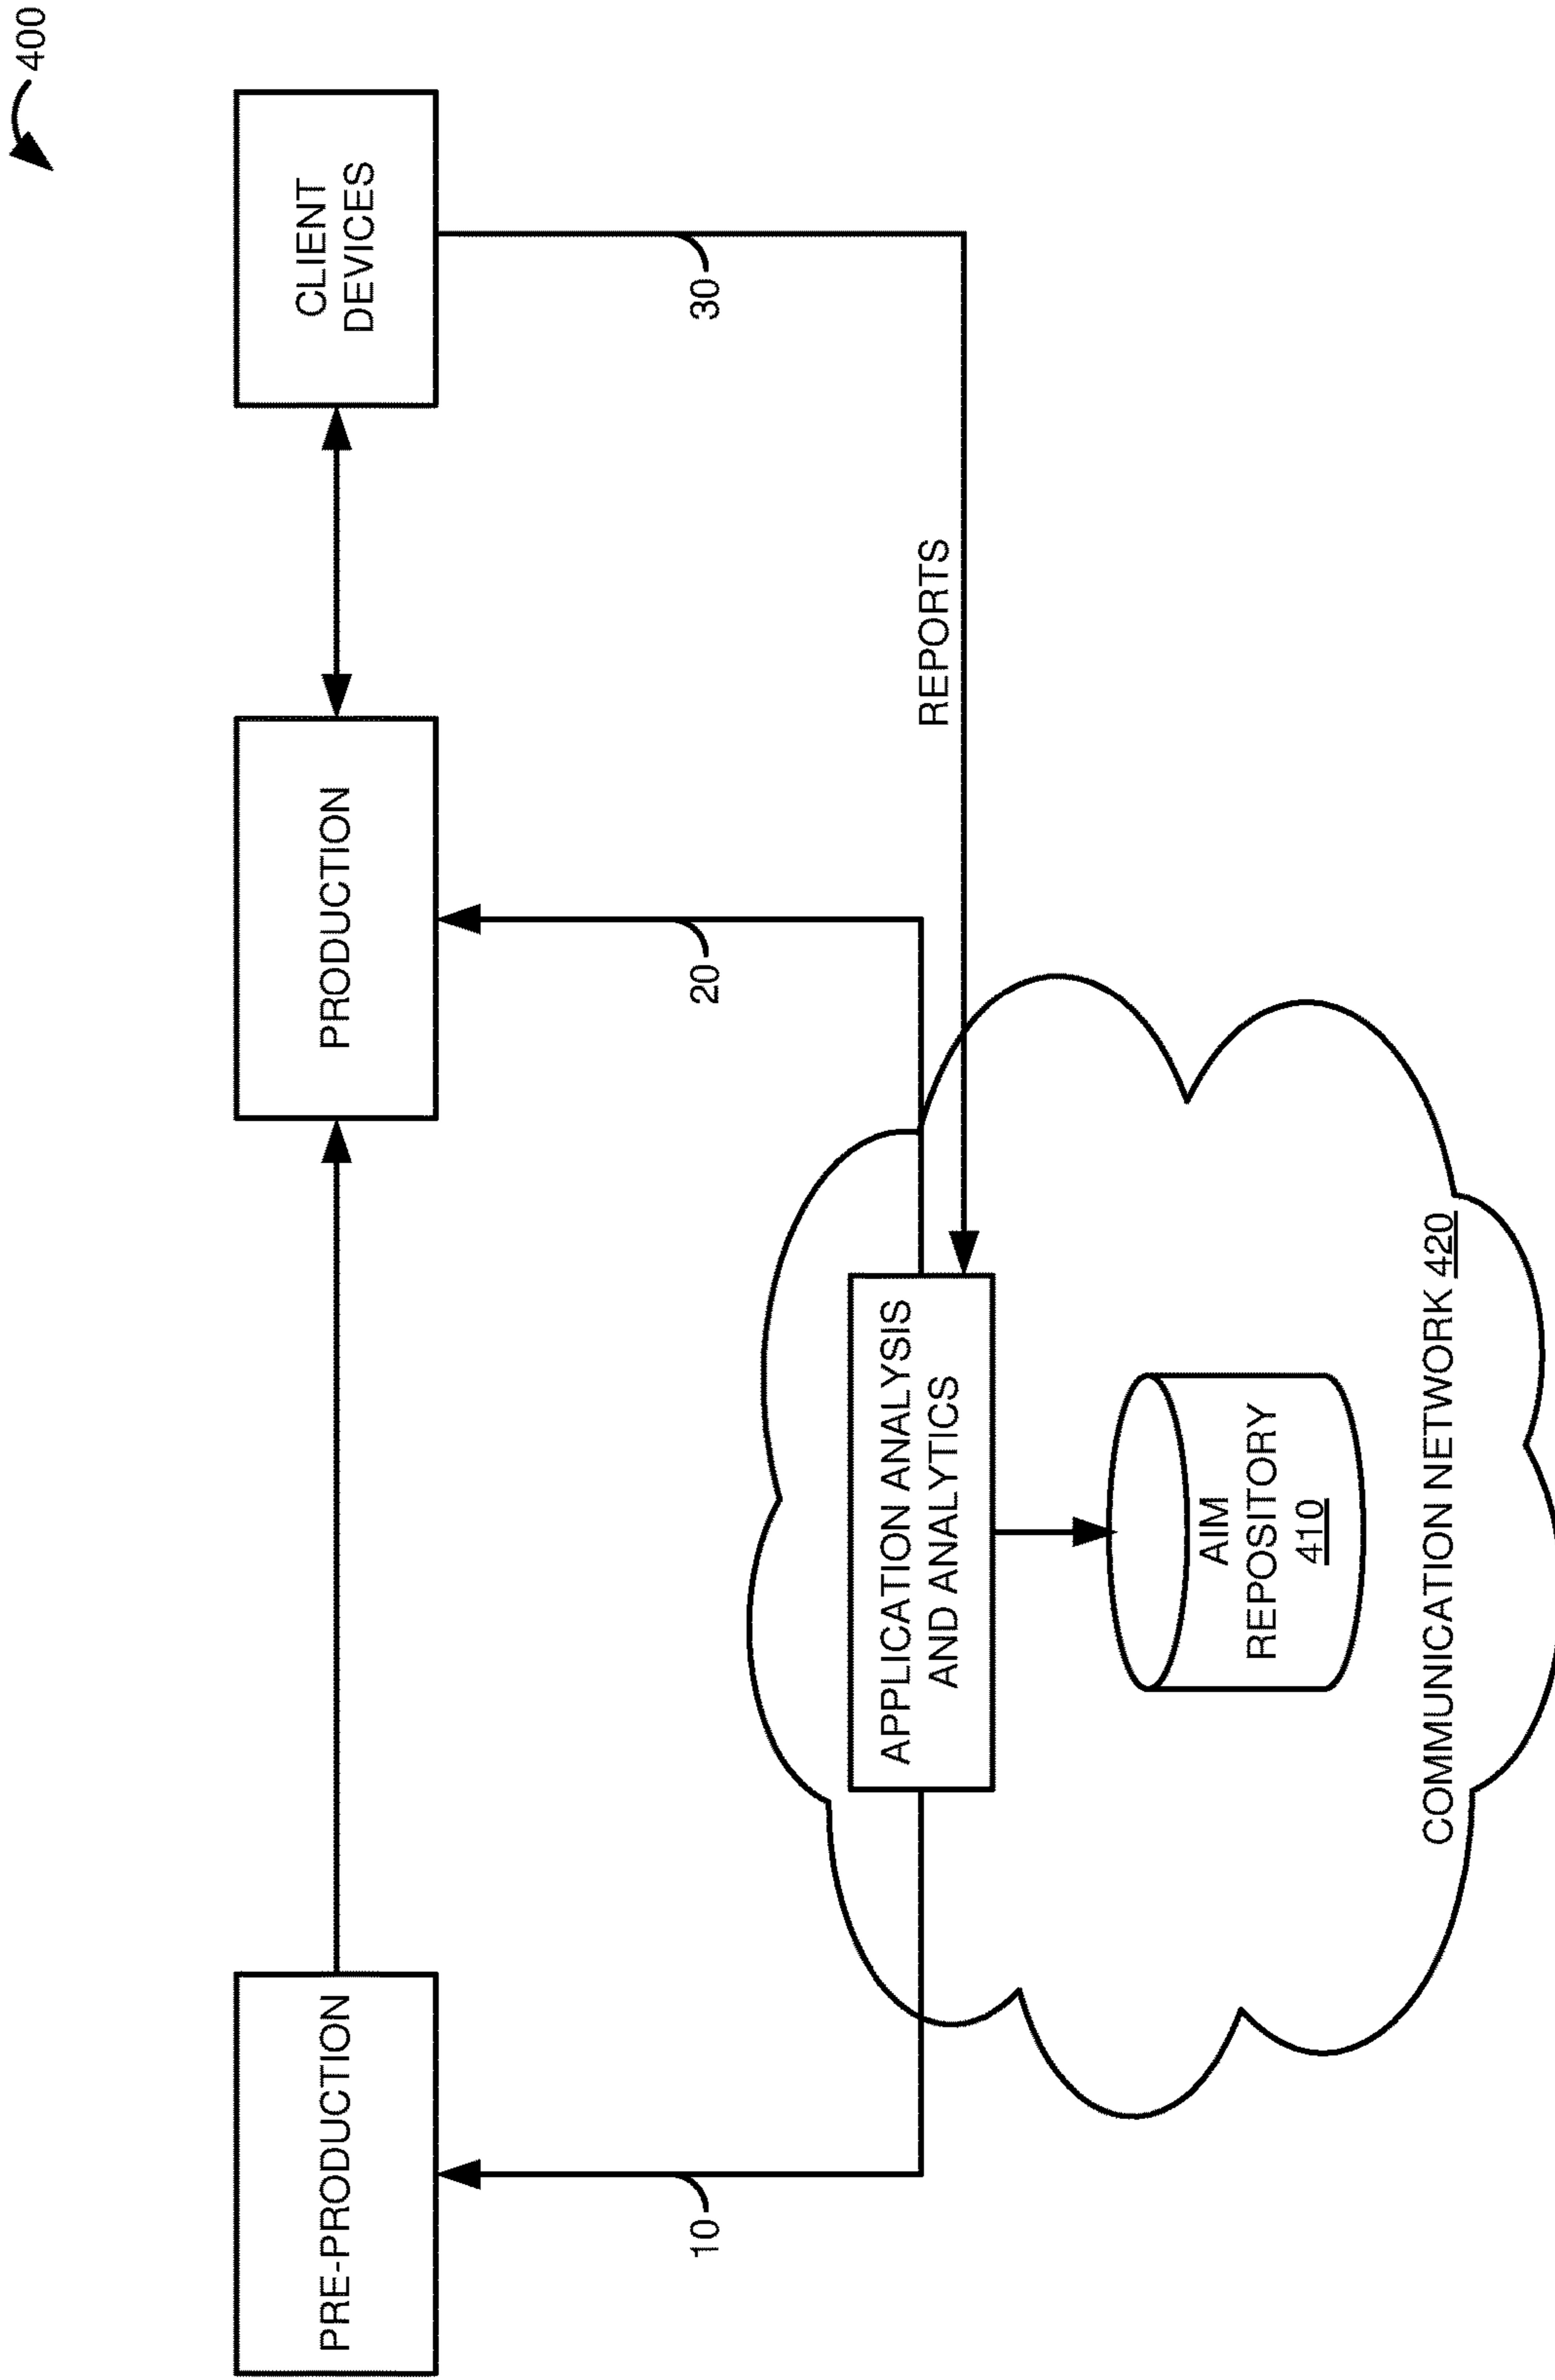 400
PRE-PRODUCTION
PRODUCTION
CLIENT
DEVICES
10
20
30
REPORTS
APPLICATION ANALYSIS
AND ANALYTICS
AIM
REPOSITORY
410
COMMUNICATION NETWORK 420